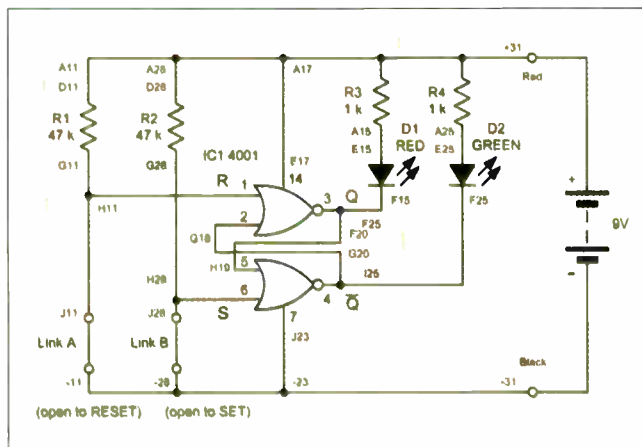 A11
A28
A17
+31
D11
D28
Red
R1
47 k
R2
47 k
R3
1 k
R4
1 k
A15
E15
D1
RED
A25
E25
D2
GREEN
G11
G28
IC1 4001
F17
14
R
1
2
3
Q
F15
F25
H11
G18
F25
F20
G20
H19
5
6
4
Q
I25
9V
+
-
H28
S
7
J11
J28
J23
Link A
Link B
-11
-28
-23
Black
-31
(open to RESET)
(open to SET)